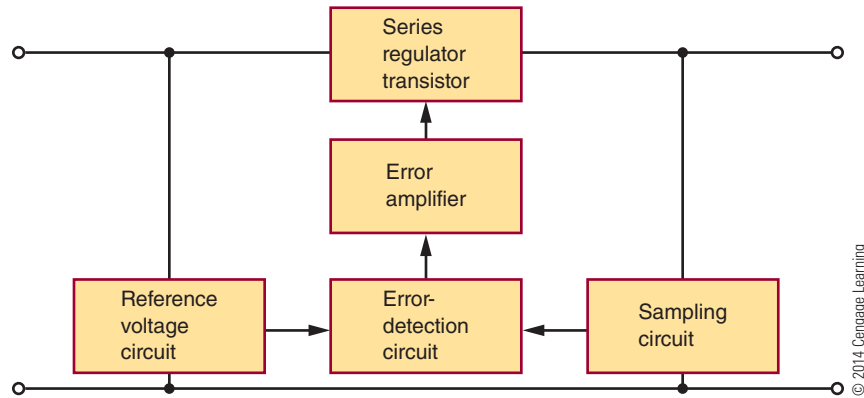 Series
regulator
transistor
Error
amplifier
Reference
voltage
circuit
Error-
detection
circuit
Sampling
circuit
© 2014 Cengage Learning